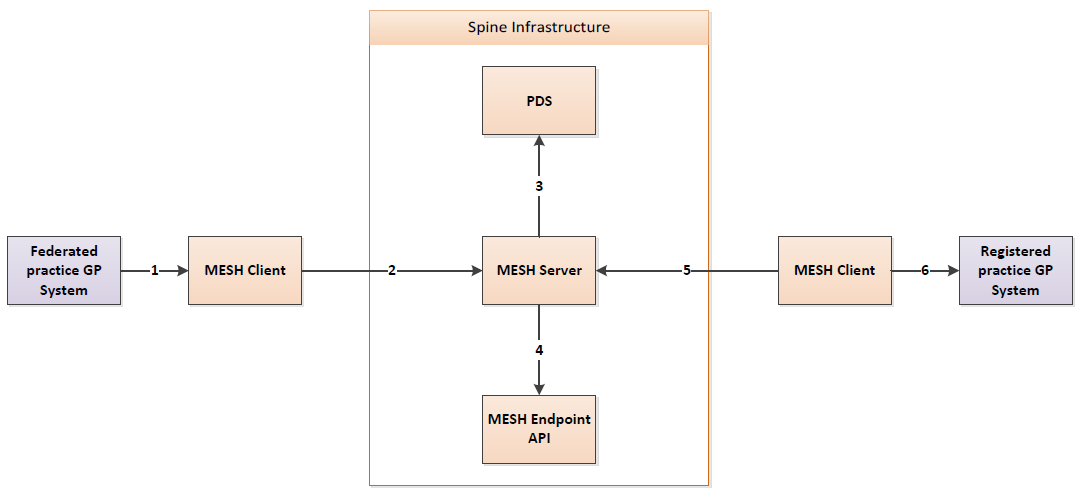 Spine Infrastructure
PDS
3
Federated
practice GP
System
1
MESH Client
2
MESH Server
5
MESH Client
6
Registered
practice GP
System
4
MESH Endpoint
API